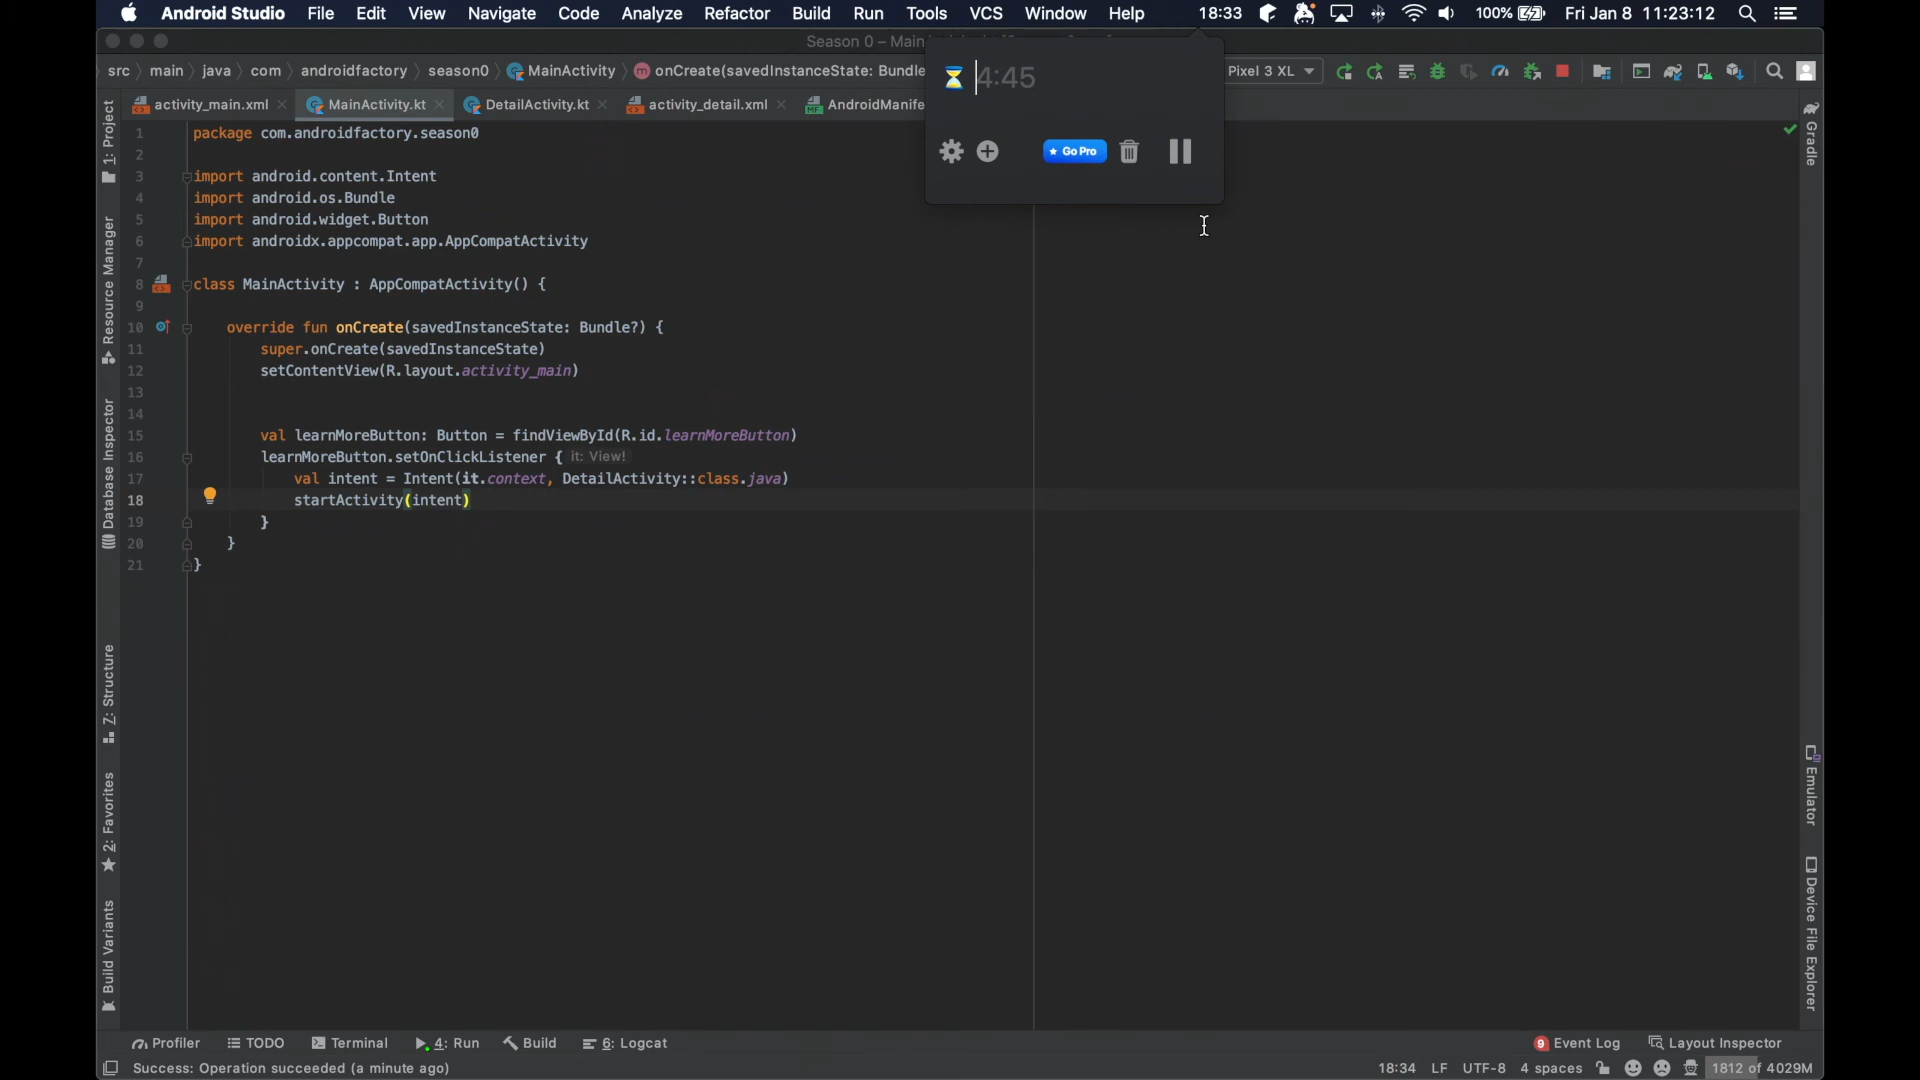 Android Studio File Edit View Navigate Code Analyze Refactor Build Run Tools VCS Window Help 18:33 100% Fri Jan 8 11:23:12
Season 0 – Main
src main java com androidfactory season0 MainActivity onCreate(savedInstanceState: Bundle Pixel 3 XL
4:45
Go Pro
activity_main.xml MainActivity.kt DetailActivity.kt activity_detail.xml AndroidManife
1 package com.androidfactory.season0
2
3 import android.content.Intent
4 import android.os.Bundle
5 import android.widget.Button
6 import androidx.appcompat.app.AppCompatActivity
7
8 class MainActivity : AppCompatActivity() {
9
10 override fun onCreate(savedInstanceState: Bundle?) {
11 super.onCreate(savedInstanceState)
12 setContentView(R.layout.activity_main)
13
14
15 val learnMoreButton: Button = findViewById(R.id.learnMoreButton)
16 learnMoreButton.setOnClickListener { it: View!
17 val intent = Intent(it.context, DetailActivity::class.java)
18 startActivity(intent)
19 }
20 }
21 }
1: Project
Resource Manager
Database Inspector
Z: Structure
2: Favorites
Build Variants
Gradle
Emulator
Device File Explorer
Profiler TODO Terminal 4: Run Build 6: Logcat 9 Event Log Layout Inspector
Success: Operation succeeded (a minute ago) 18:34 LF UTF-8 4 spaces 1812 of 4029M